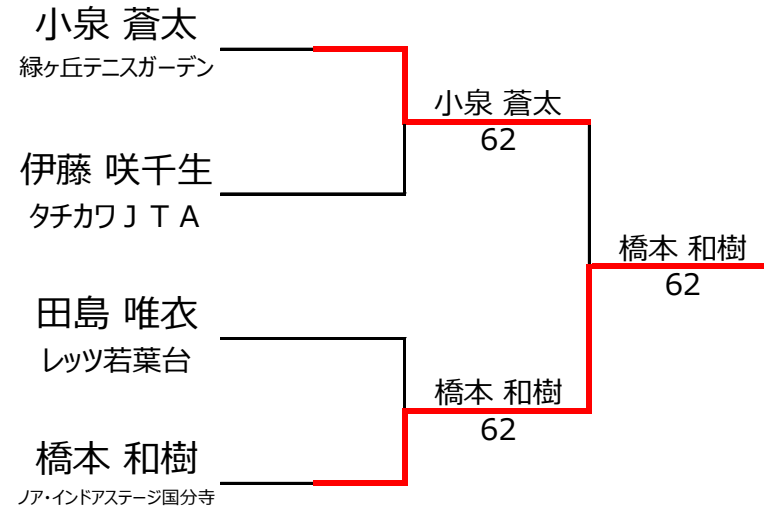 小泉 蒼太
緑ヶ丘テニスガーデン
小泉 蒼太
62
伊藤 咲千生
タチカワＪＴＡ
橋本 和樹
62
田島 唯衣
レッツ若葉台
橋本 和樹
62
橋本 和樹
ノア・インドアステージ国分寺